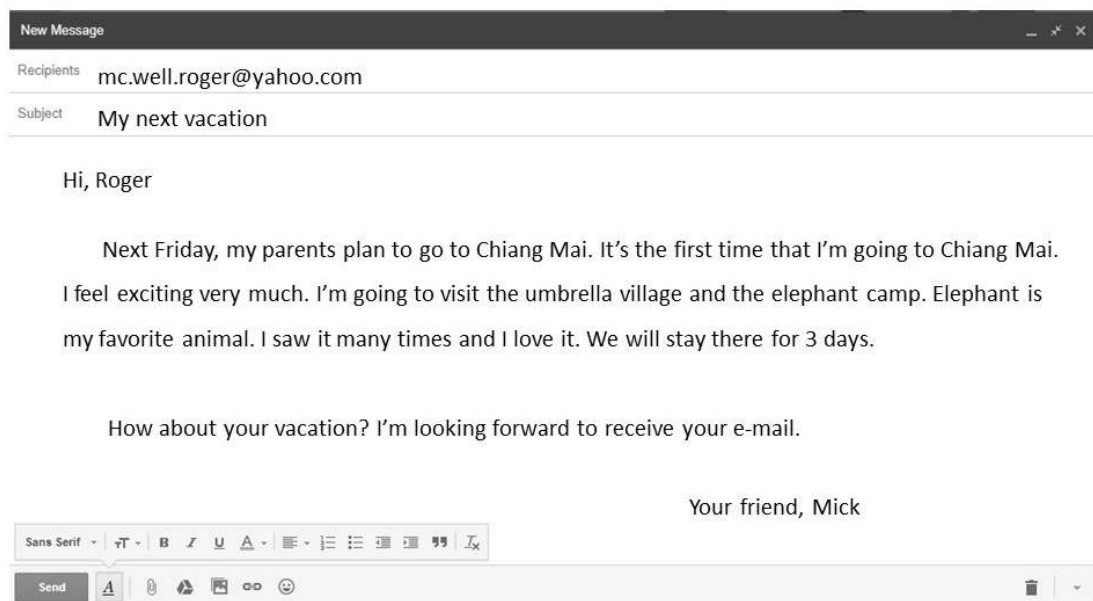 New Message
Recipients mc.well.roger@yahoo.com
Subject My next vacation
Hi, Roger
Next Friday, my parents plan to go to Chiang Mai. It’s the first time that I’m going to Chiang Mai.
I feel exciting very much. I’m going to visit the umbrella village and the elephant camp. Elephant is
my favorite animal. I saw it many times and I love it. We will stay there for 3 days.
How about your vacation? I’m looking forward to receive your e-mail.
Your friend, Mick
Sans Serif TT B I U A Tx
Send A